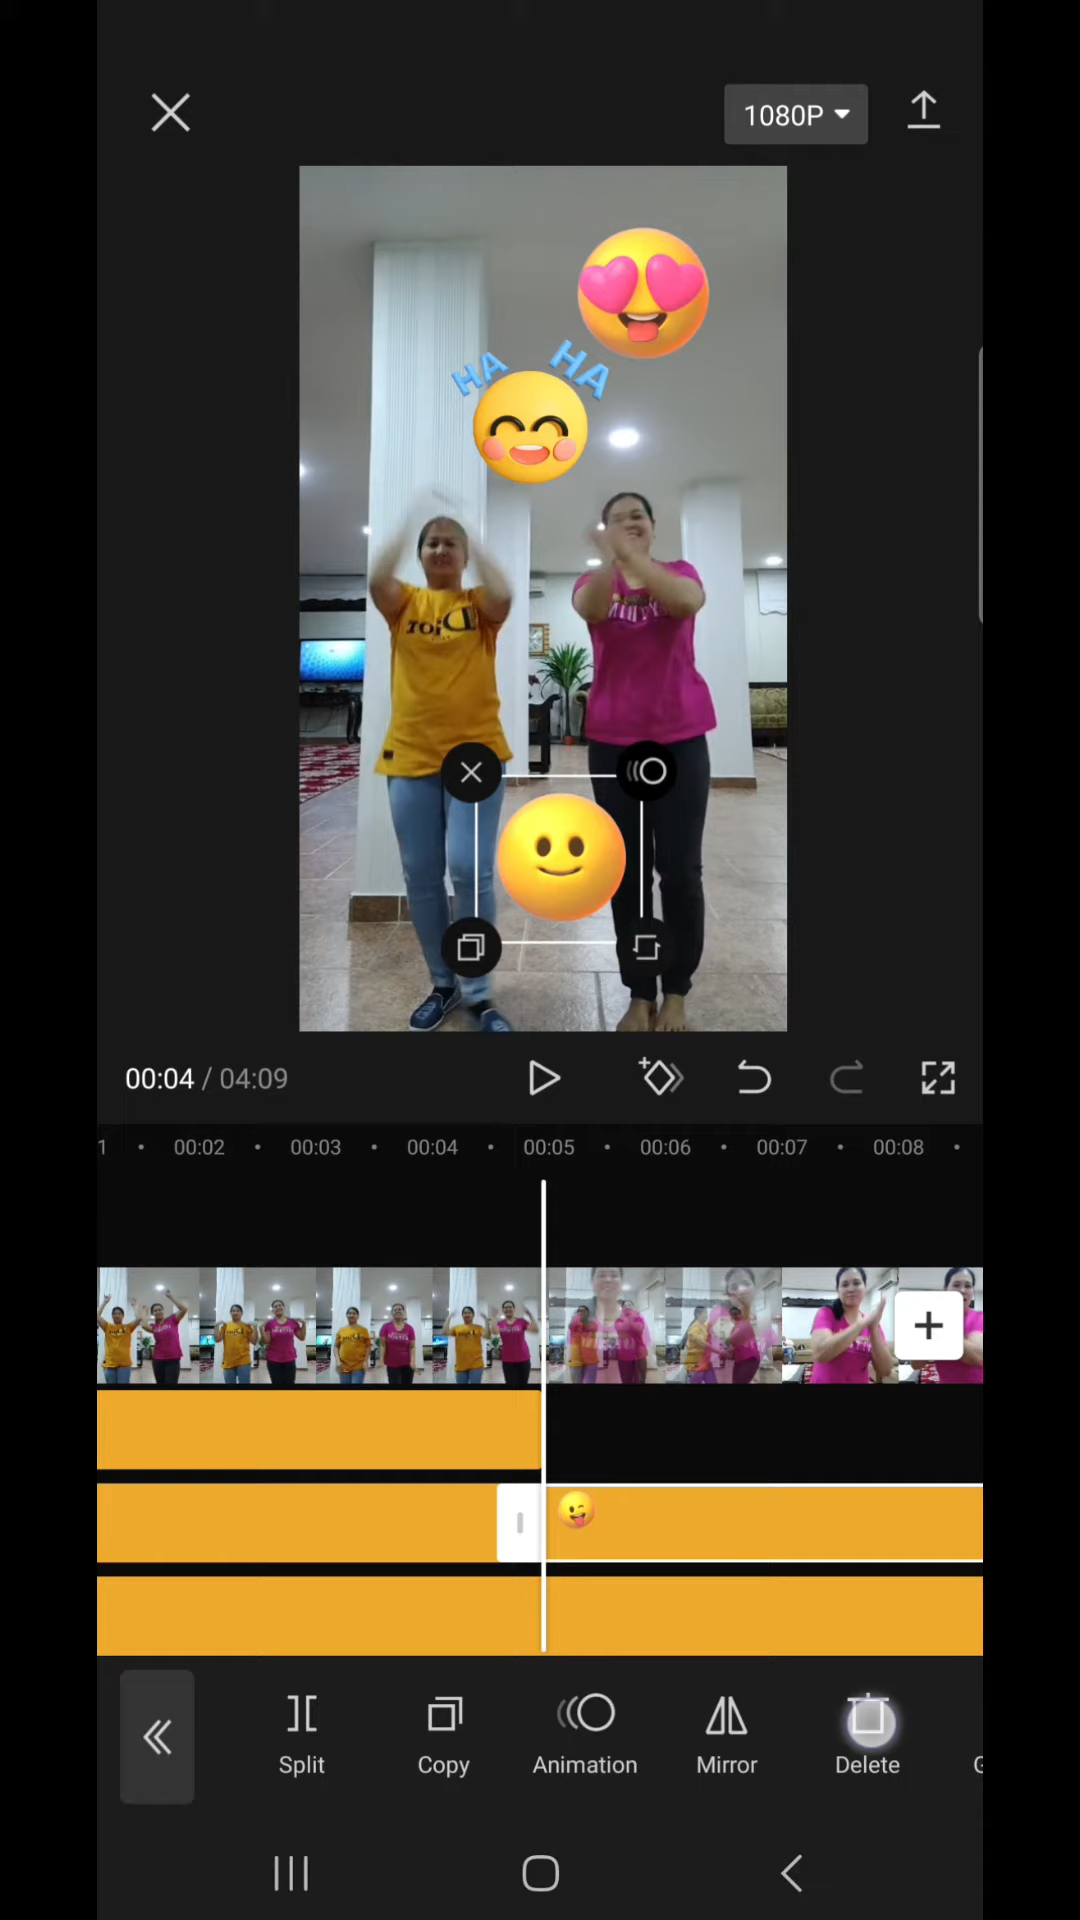 1080P
HA HA
00:04 / 04:09
1 00:02 00:03 00:04 00:05 00:06 00:07 00:08
Split Copy Animation Mirror Delete G